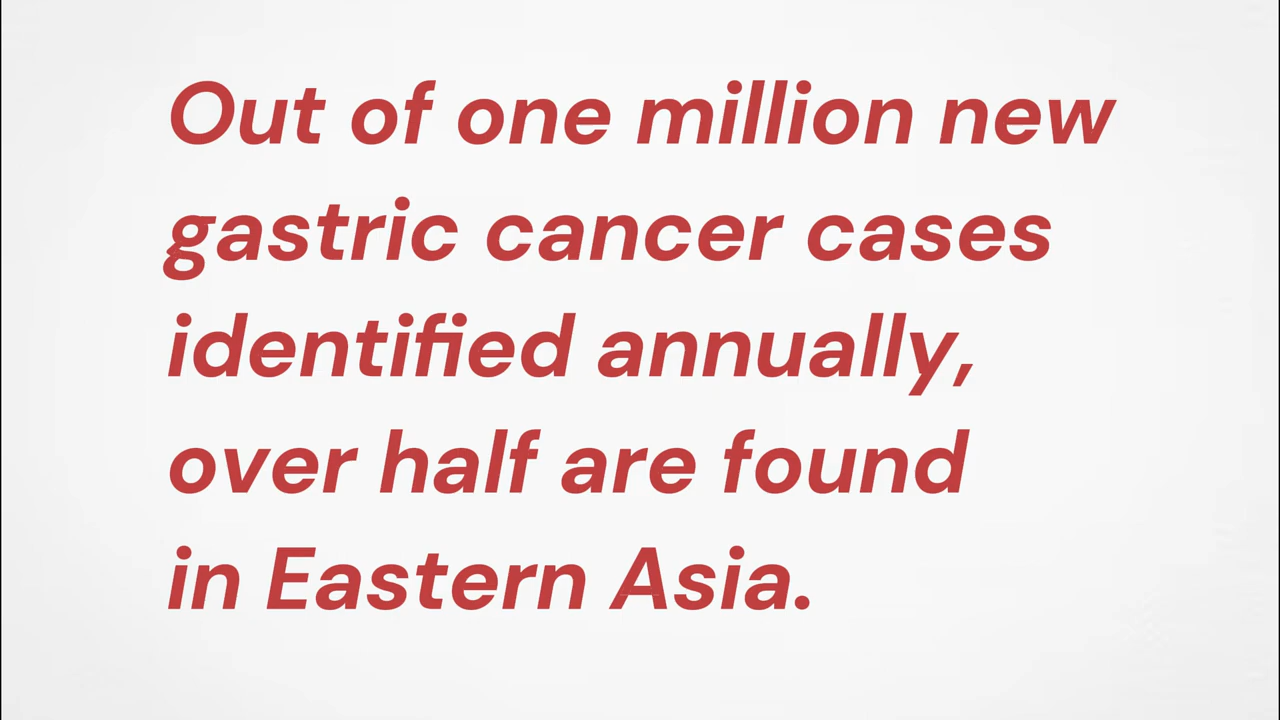 Out of one million new
gastric cancer cases
identified annually,
over half are found
in Eastern Asia.